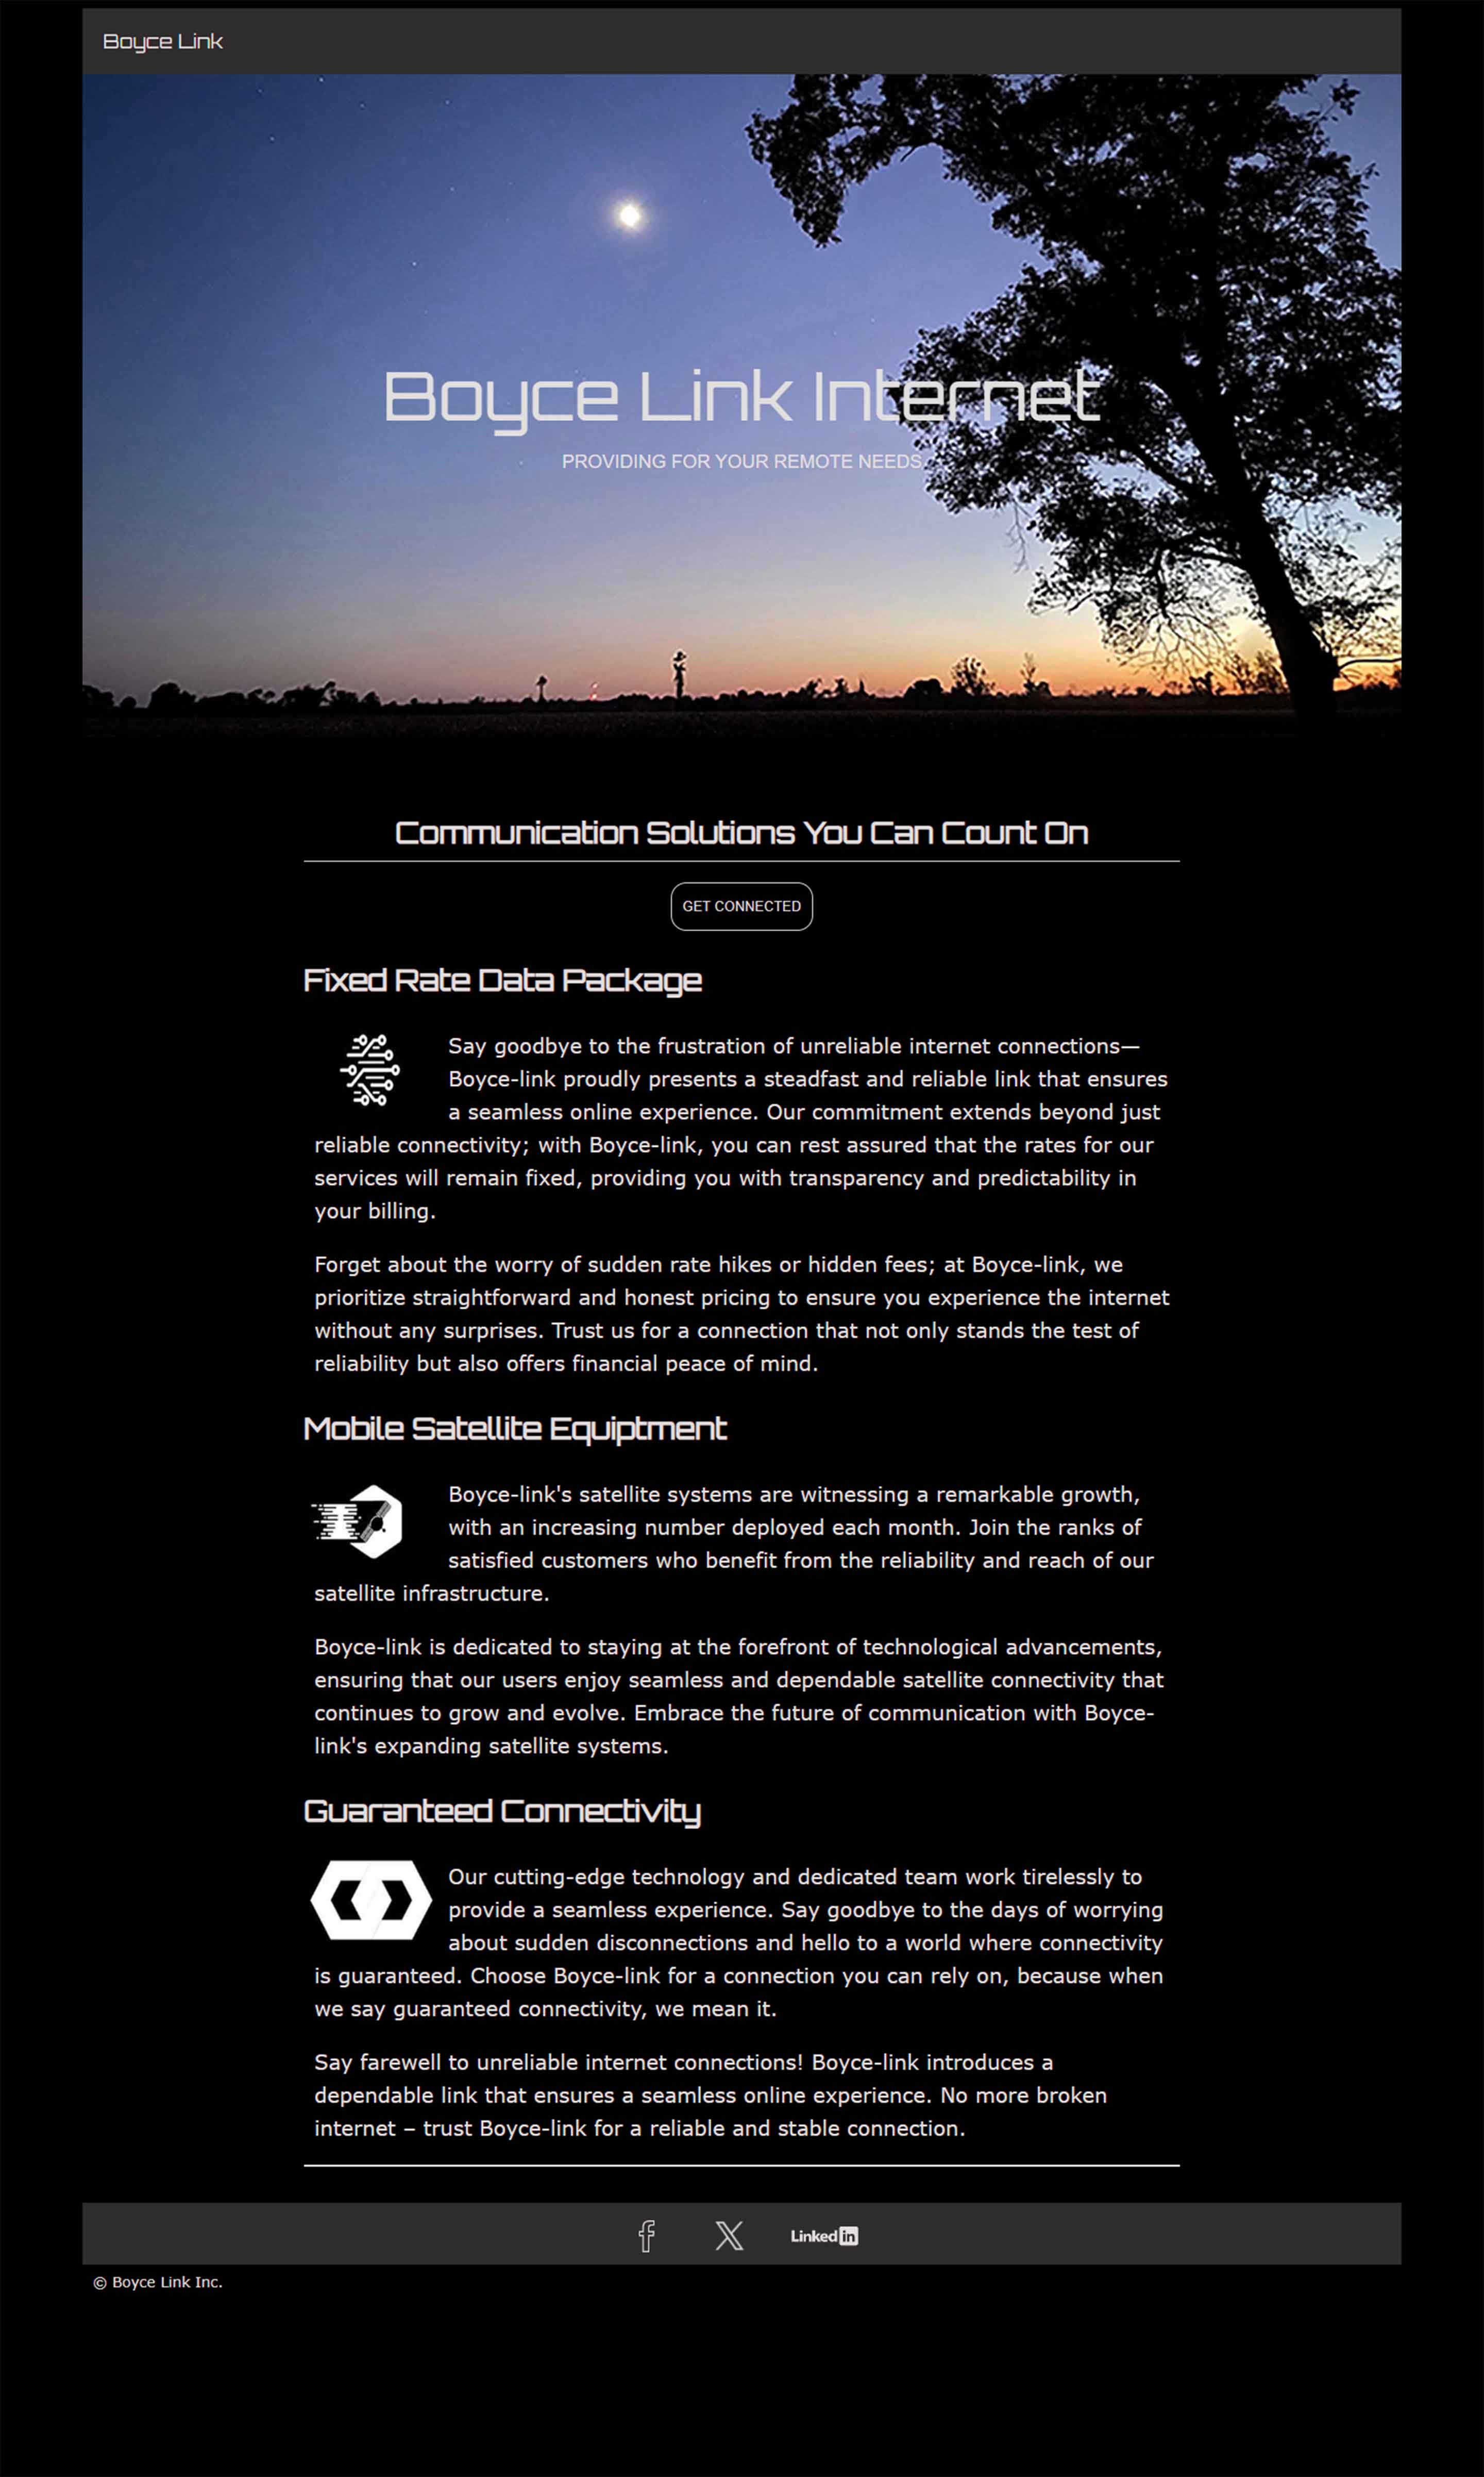 Boyce Link
Boyce Link Internet
PROVIDING FOR YOUR REMOTE NEEDS
Communication Solutions You Can Count On
GET CONNECTED
Fixed Rate Data Package
Say goodbye to the frustration of unreliable internet connections—
Boyce-link proudly presents a steadfast and reliable link that ensures
a seamless online experience. Our commitment extends beyond just
reliable connectivity; with Boyce-link, you can rest assured that the rates for our
services will remain fixed, providing you with transparency and predictability in
your billing.
Forget about the worry of sudden rate hikes or hidden fees; at Boyce-link, we
prioritize straightforward and honest pricing to ensure you experience the internet
without any surprises. Trust us for a connection that not only stands the test of
reliability but also offers financial peace of mind.
Mobile Satellite Equiptment
Boyce-link's satellite systems are witnessing a remarkable growth,
with an increasing number deployed each month. Join the ranks of
satisfied customers who benefit from the reliability and reach of our
satellite infrastructure.
Boyce-link is dedicated to staying at the forefront of technological advancements,
ensuring that our users enjoy seamless and dependable satellite connectivity that
continues to grow and evolve. Embrace the future of communication with Boyce-
link's expanding satellite systems.
Guaranteed Connectivity
Our cutting-edge technology and dedicated team work tirelessly to
provide a seamless experience. Say goodbye to the days of worrying
about sudden disconnections and hello to a world where connectivity
is guaranteed. Choose Boyce-link for a connection you can rely on, because when
we say guaranteed connectivity, we mean it.
Say farewell to unreliable internet connections! Boyce-link introduces a
dependable link that ensures a seamless online experience. No more broken
internet – trust Boyce-link for a reliable and stable connection.
f X Linked in
© Boyce Link Inc.